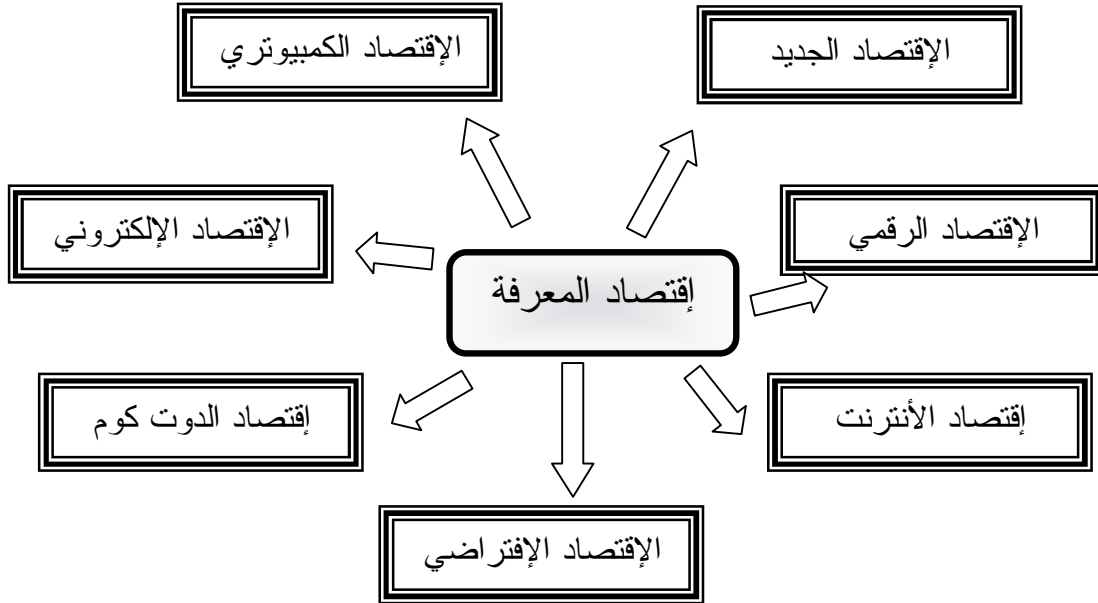 الإقتصاد الجديد
الإقتصاد الكمبيوتري
الإقتصاد الرقمي
الإقتصاد الإلكتروني
إقتصاد المعرفة
إقتصاد الأنترنت
إقتصاد الدوت كوم
الإقتصاد الإفتراضي